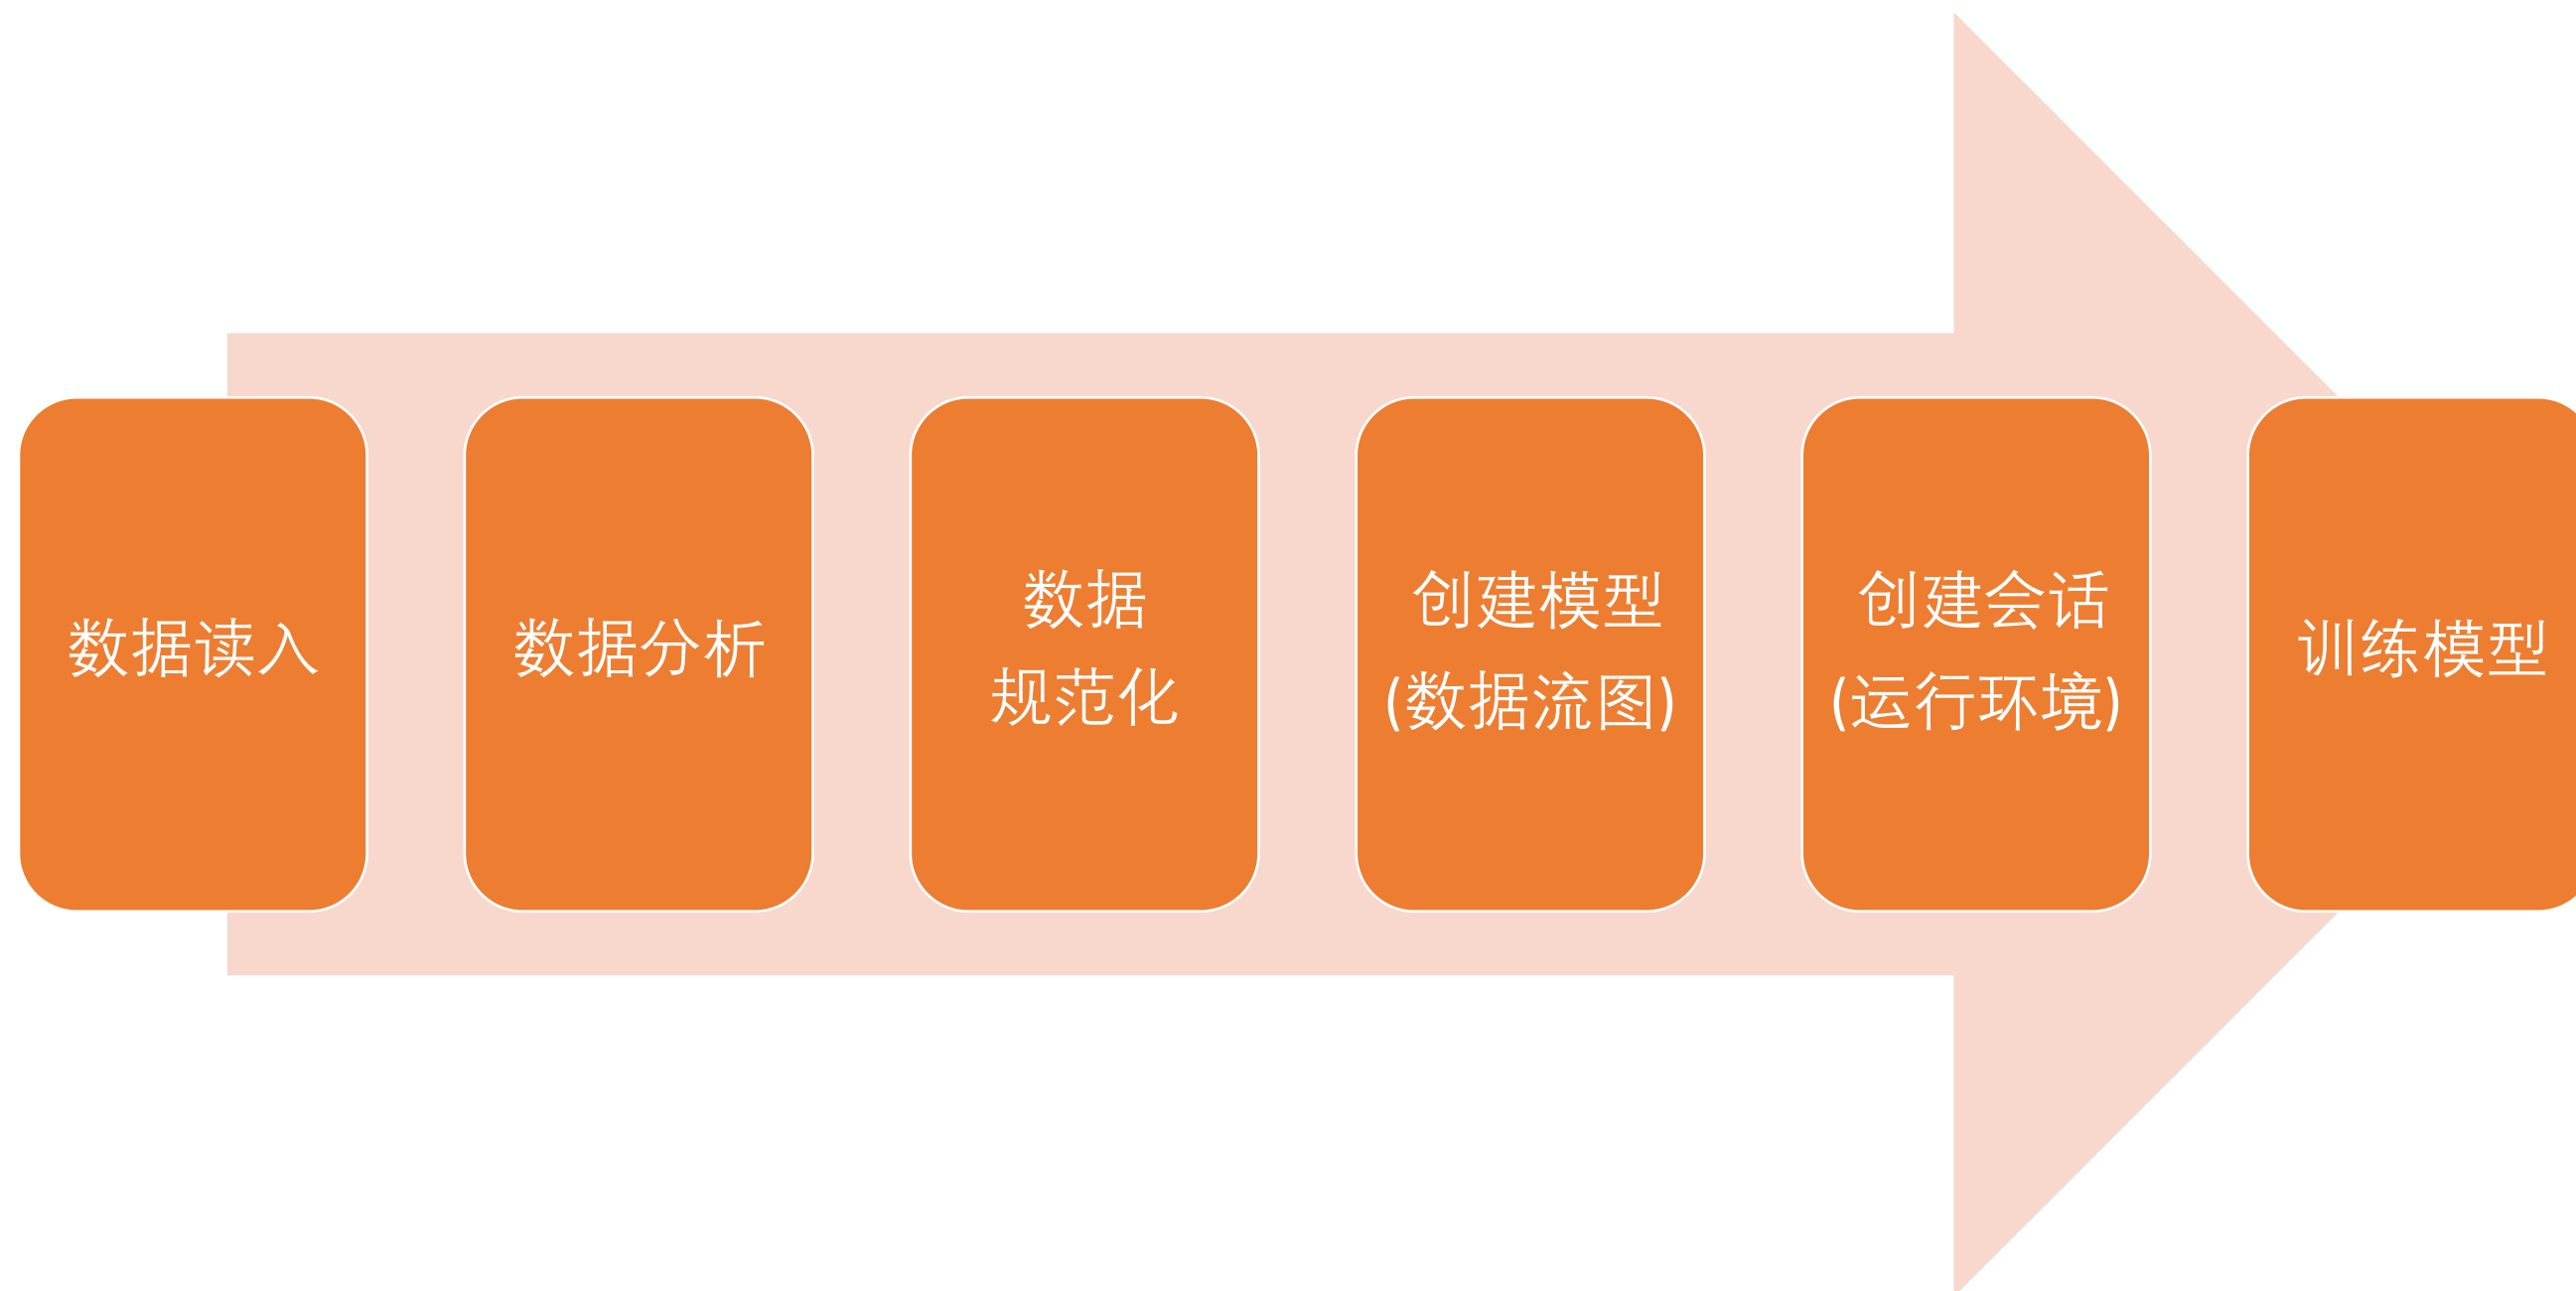 数据读入
数据分析
数据
规范化
创建模型
(数据流图)
创建会话
(运行环境)
训练模型